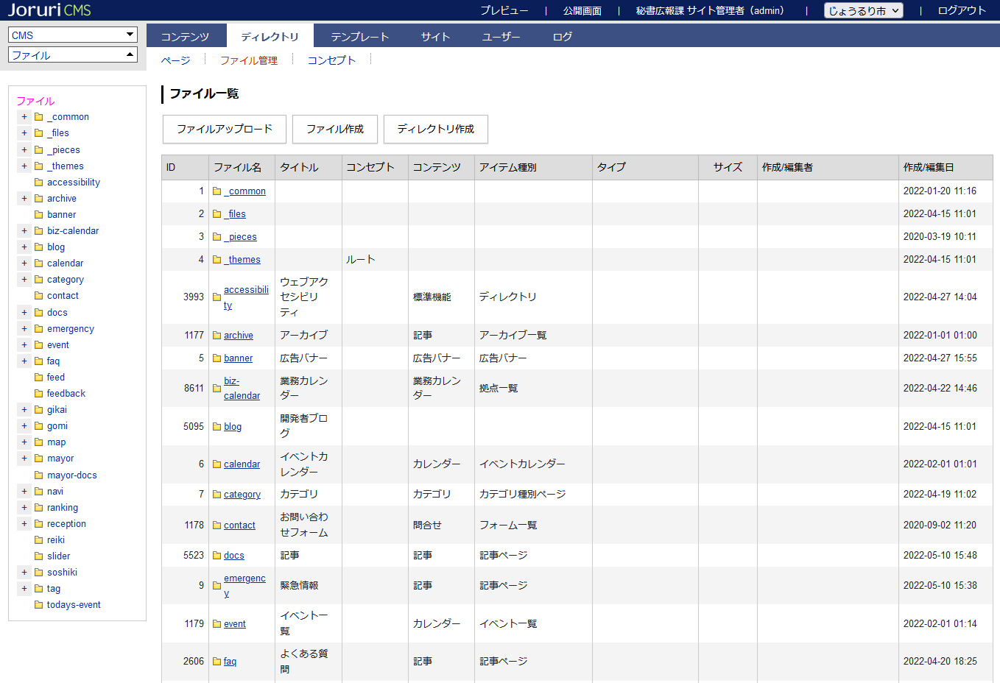 Joruri CMS
プレビュー | 公開画面 | 秘書広報課 サイト管理者（admin） | じょうるり市 | ログアウト
CMS
ファイル
コンテンツ ディレクトリ テンプレート サイト ユーザー ログ
ページ ファイル管理 コンセプト
ファイル
+ _common
+ _files
+ _pieces
+ _themes
accessibility
+ archive
banner
+ biz-calendar
+ blog
+ calendar
+ category
contact
+ docs
+ emergency
+ event
+ faq
feed
feedback
+ gikai
+ gomi
+ map
+ mayor
mayor-docs
+ navi
+ ranking
+ reception
reiki
slider
+ soshiki
+ tag
todays-event
ファイル一覧
ファイルアップロード ファイル作成 ディレクトリ作成
ID ファイル名 タイトル コンセプト コンテンツ アイテム種別 タイプ サイズ 作成/編集者 作成/編集日
1 _common 2022-01-20 11:16
2 _files 2022-04-15 11:01
3 _pieces 2020-03-19 10:11
4 _themes ルート 2022-04-15 11:01
3993 accessibili
ty ウェブアク
セシビリ
ティ 標準機能 ディレクトリ 2022-04-27 14:04
1177 archive アーカイブ 記事 アーカイブ一覧 2022-01-01 01:00
5 banner 広告バナー 広告バナー 広告バナー 2022-04-27 15:55
8611 biz-
calendar 業務カレン
ダー 業務カレン
ダー 拠点一覧 2022-04-22 14:46
5095 blog 開発者ブロ
グ 2022-04-15 11:01
6 calendar イベントカ
レンダー カレンダー イベントカレンダー 2022-02-01 01:01
7 category カテゴリ カテゴリ カテゴリ種別ページ 2022-04-19 11:02
1178 contact お問い合わ
せフォーム 問合せ フォーム一覧 2020-09-02 11:20
5523 docs 記事 記事 記事ページ 2022-05-10 15:48
9 emergenc
y 緊急情報 記事 記事ページ 2022-05-10 15:38
1179 event イベント一
覧 カレンダー イベント一覧 2022-02-01 01:14
2606 faq よくある質
問 記事 記事ページ 2022-04-20 18:25